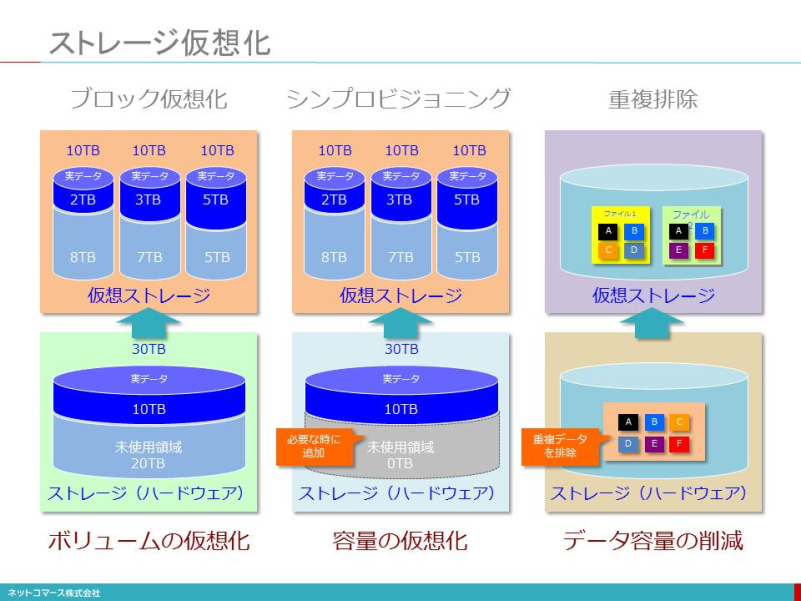 ストレージ仮想化
ブロック仮想化
シンプロビジョニング
重複排除
10TB 10TB 10TB
実データ 実データ 実データ
2TB 3TB 5TB
8TB 7TB 5TB
仮想ストレージ
30TB
実データ
10TB
未使用領域
20TB
ストレージ（ハードウェア）
ボリュームの仮想化
10TB 10TB 10TB
実データ 実データ 実データ
2TB 3TB 5TB
8TB 7TB 5TB
仮想ストレージ
30TB
実データ
10TB
必要な時に
追加
未使用領域
0TB
ストレージ（ハードウェア）
容量の仮想化
ファイル1
A B
C D
ファイル
2
A B
E F
仮想ストレージ
重複データ
を排除
A B C
D E F
ストレージ（ハードウェア）
データ容量の削減
ネットコマース株式会社